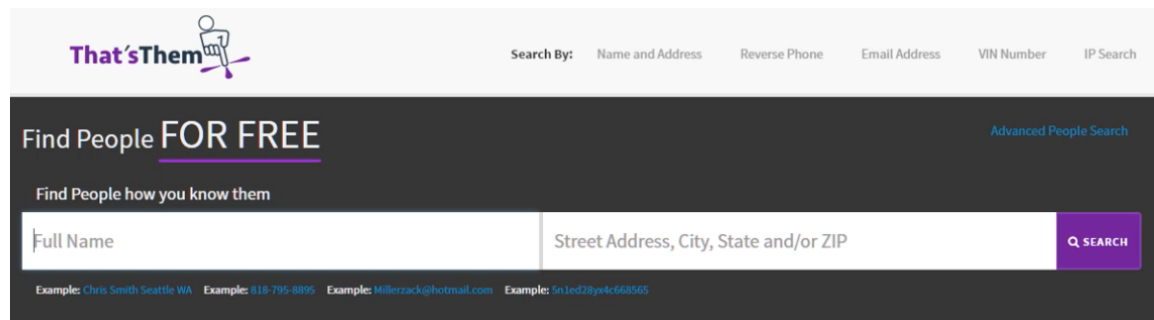 That'sThem
Search By: Name and Address Reverse Phone Email Address VIN Number IP Search
Find People FOR FREE
Advanced People Search
Find People how you know them
Full Name Street Address, City, State and/or ZIP SEARCH
Example: Chris Smith Seattle WA Example: 818-795-8895 Example: Millerzack@hotmail.com Example: 5n1ed28yx4c668565